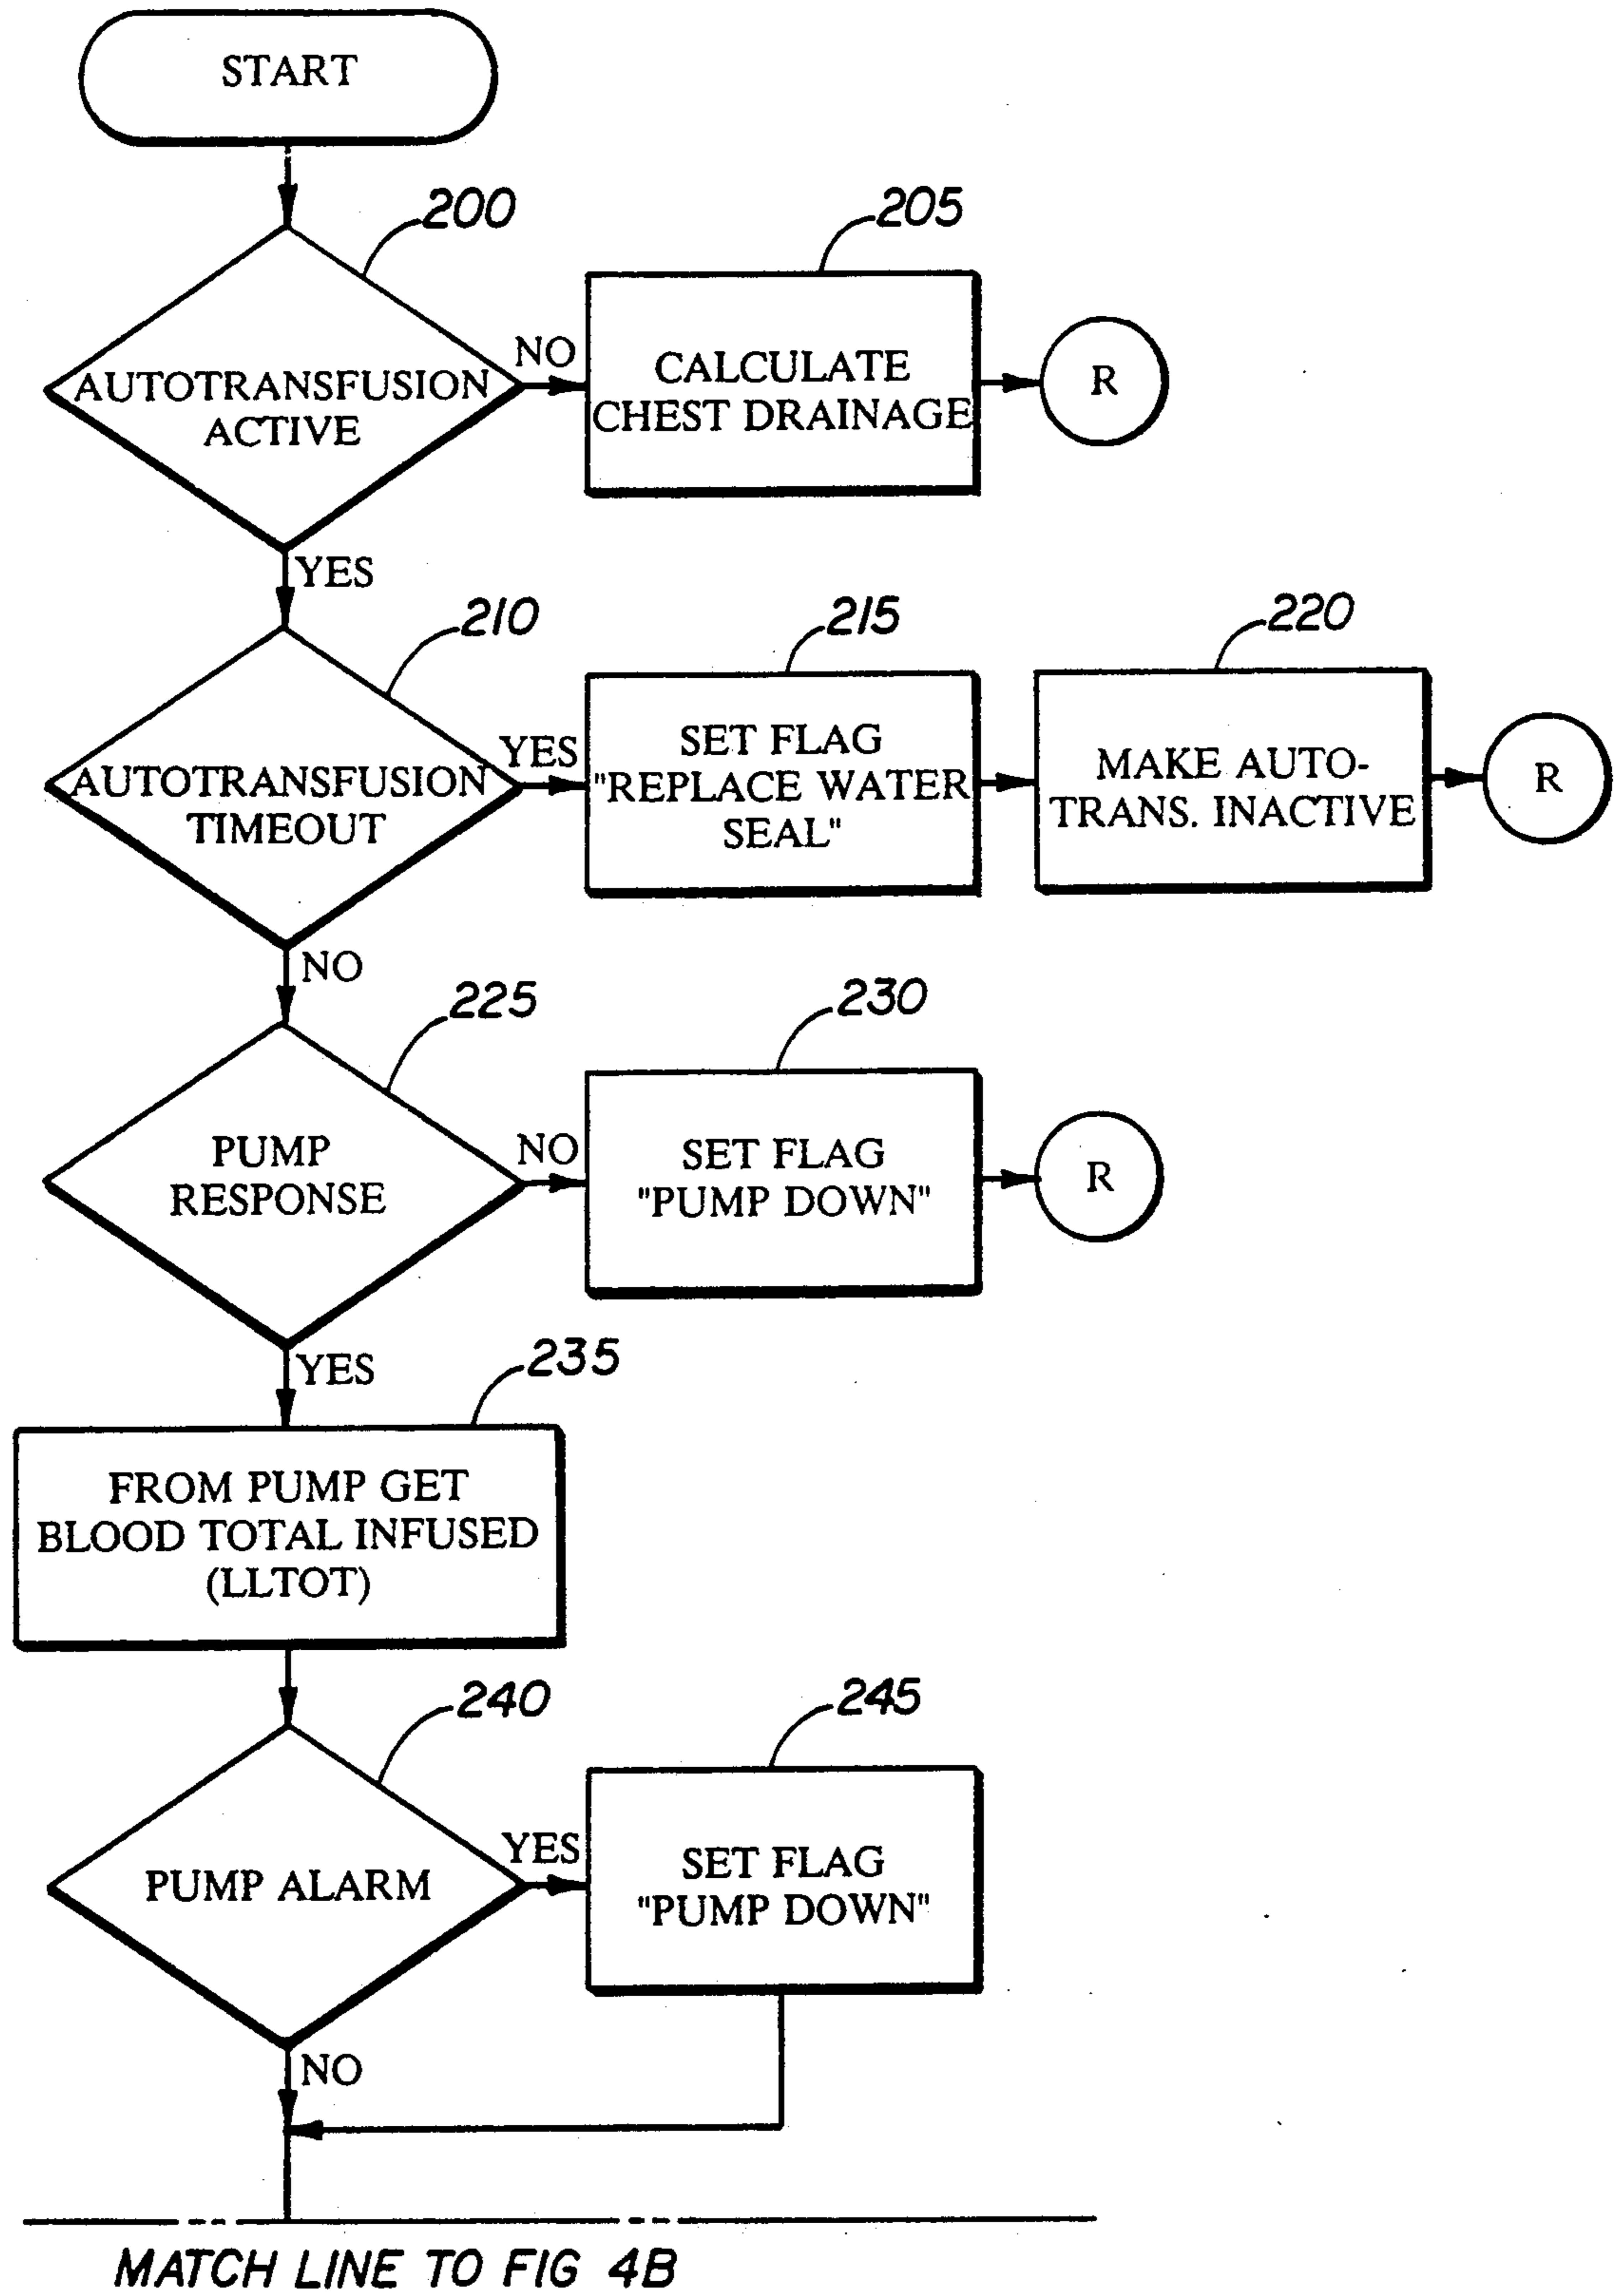 START
200
AUTOTRANSFUSION
ACTIVE
NO
205
CALCULATE
CHEST DRAINAGE
R
YES
210
AUTOTRANSFUSION
TIMEOUT
YES
215
SET FLAG
"REPLACE WATER
SEAL"
220
MAKE AUTO-
TRANS. INACTIVE
R
NO
225
PUMP
RESPONSE
NO
230
SET FLAG
"PUMP DOWN"
R
YES
235
FROM PUMP GET
BLOOD TOTAL INFUSED
(LLTOT)
240
PUMP ALARM
YES
245
SET FLAG
"PUMP DOWN"
NO
MATCH LINE TO FIG 4B